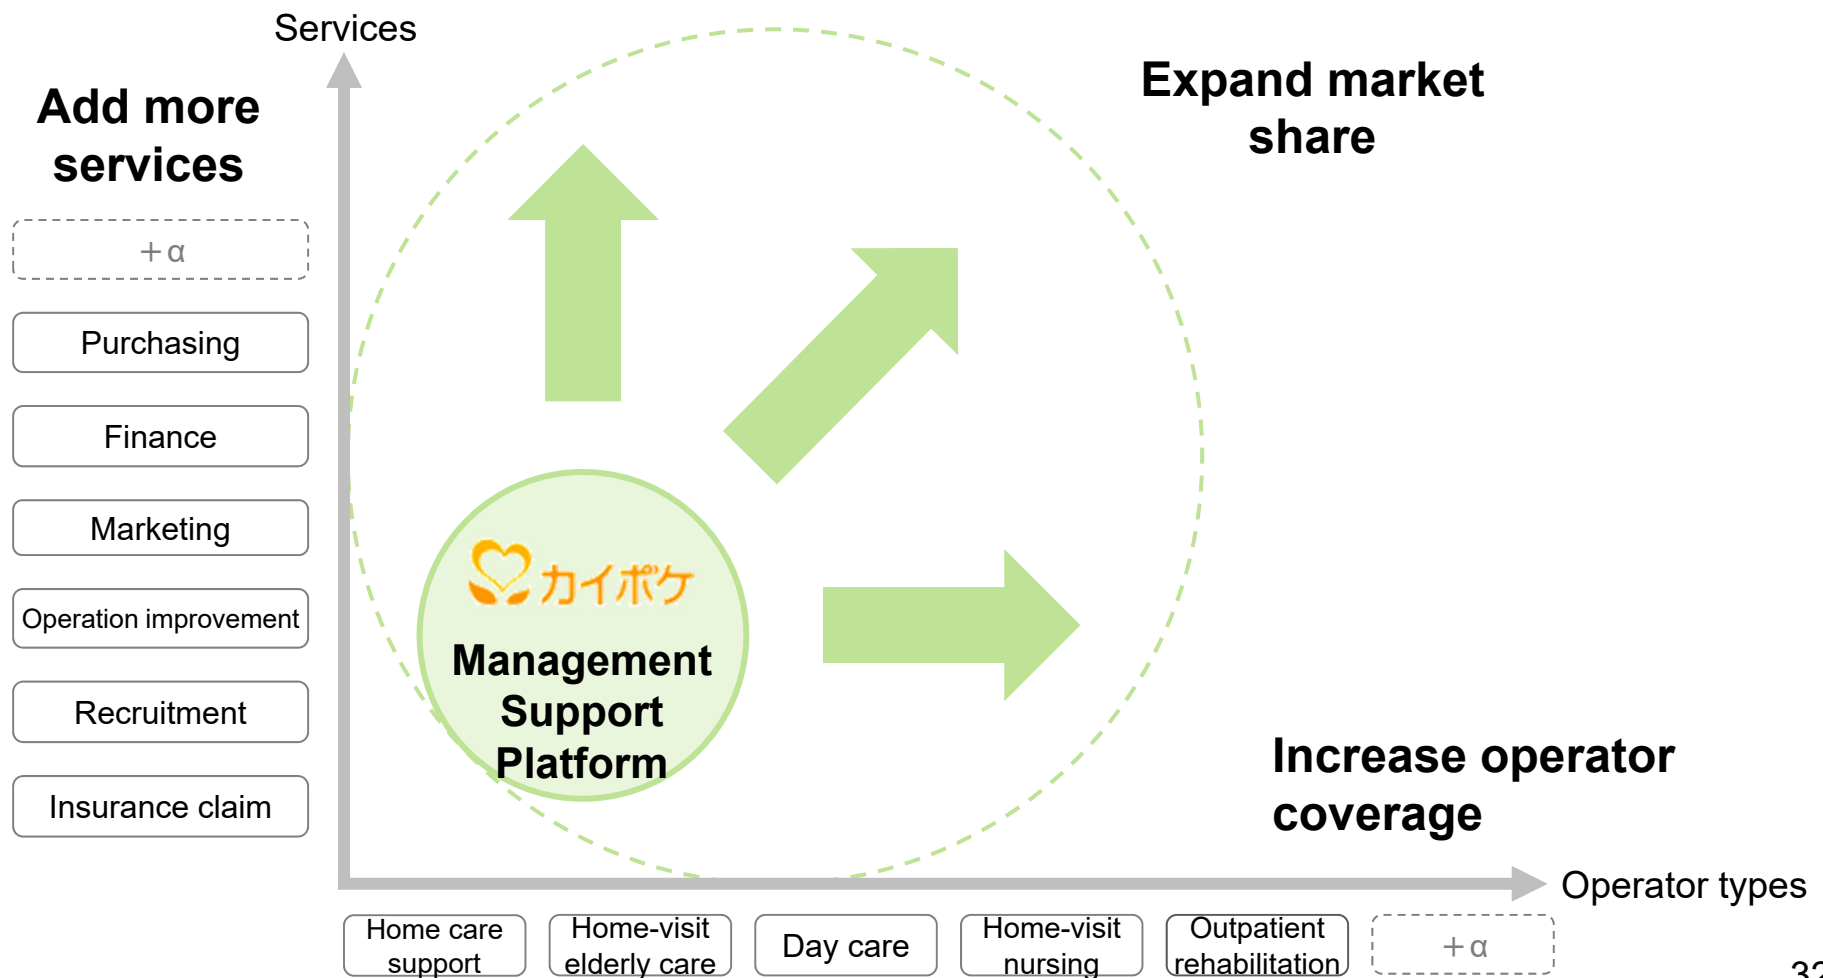 Services
Add more
services
＋α
Purchasing
Finance
Marketing
Operation improvement
Recruitment
Insurance claim
Expand market
share
カイポケ
Management
Support
Platform
Increase operator
coverage
Operator types
Home care
support
Home-visit
elderly care
Day care
Home-visit
nursing
Outpatient
rehabilitation
＋α
32